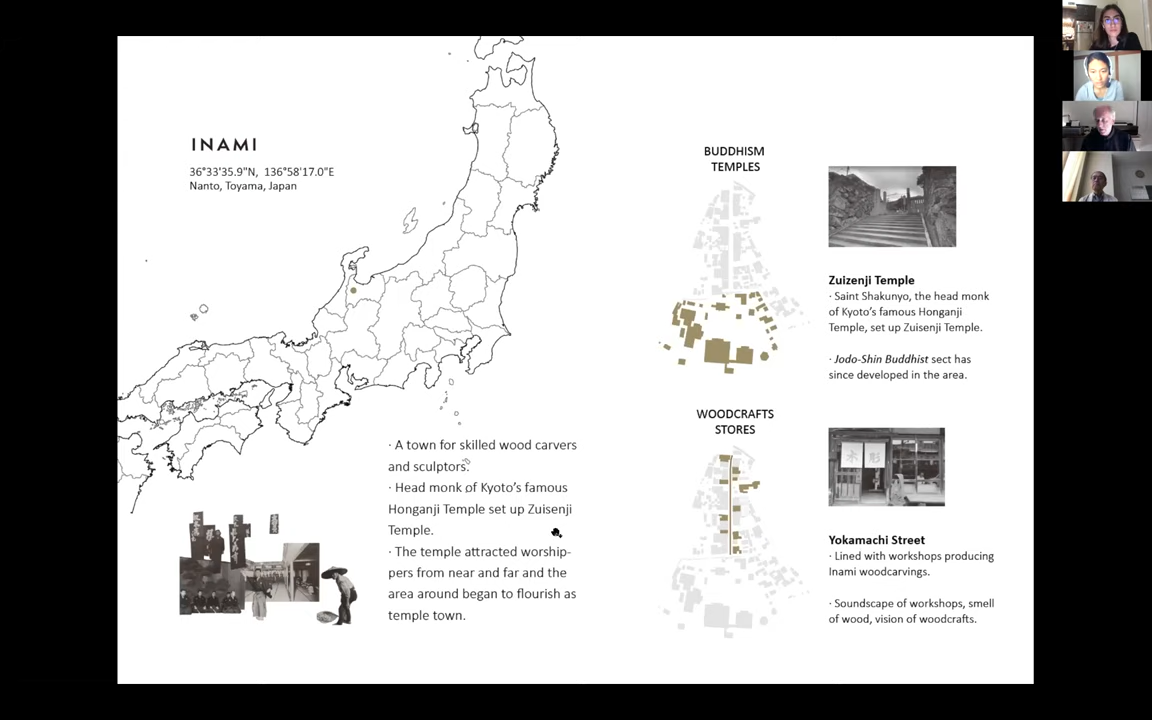 INAMI
36°33'35.9"N, 136°58'17.0"E
Nanto, Toyama, Japan
· A town for skilled wood carvers
and sculptors.
· Head monk of Kyoto's famous
Honganji Temple set up Zuisenji
Temple.
· The temple attracted worship-
pers from near and far and the
area around began to flourish as
temple town.
BUDDHISM
TEMPLES
Zuizenji Temple
· Saint Shakunyo, the head monk
of Kyoto's famous Honganji
Temple, set up Zuisenji Temple.
· Jodo-Shin Buddhist sect has
since developed in the area.
WOODCRAFTS
STORES
木彫
Yokamachi Street
· Lined with workshops producing
Inami woodcarvings.
· Soundscape of workshops, smell
of wood, vision of woodcrafts.